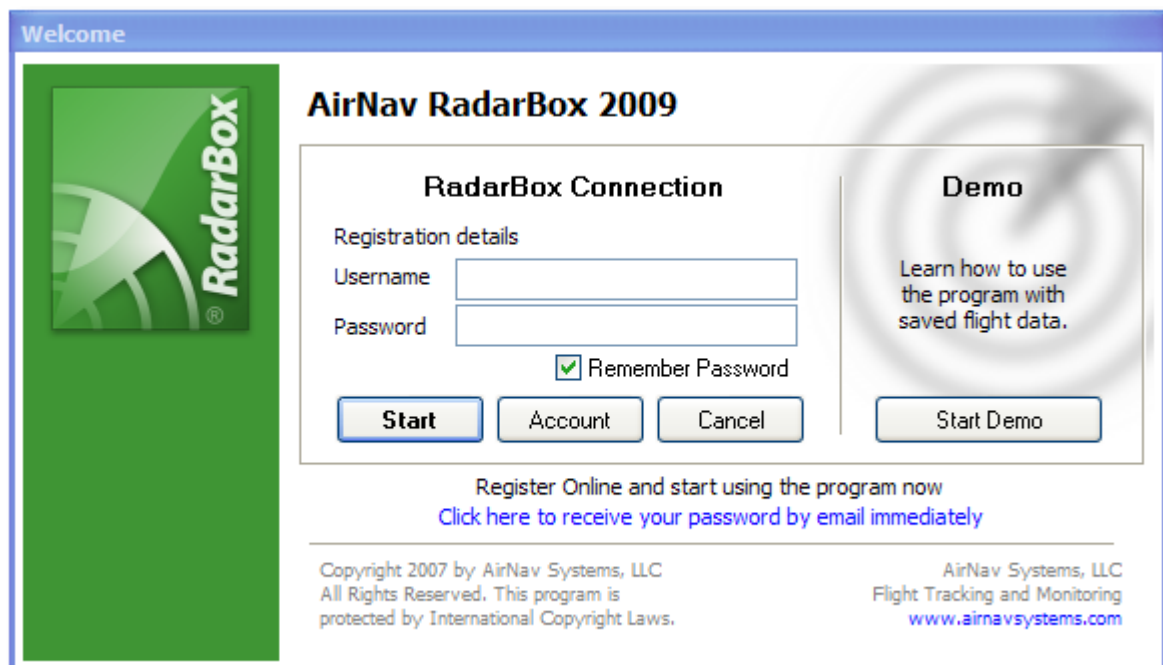 Welcome
RadarBox
®
AirNav RadarBox 2009
RadarBox Connection
Registration details
Username
Password
Remember Password
Start
Account
Cancel
Demo
Learn how to use
the program with
saved flight data.
Start Demo
Register Online and start using the program now
Click here to receive your password by email immediately
Copyright 2007 by AirNav Systems, LLC
All Rights Reserved. This program is
protected by International Copyright Laws.
AirNav Systems, LLC
Flight Tracking and Monitoring
www.airnavsystems.com